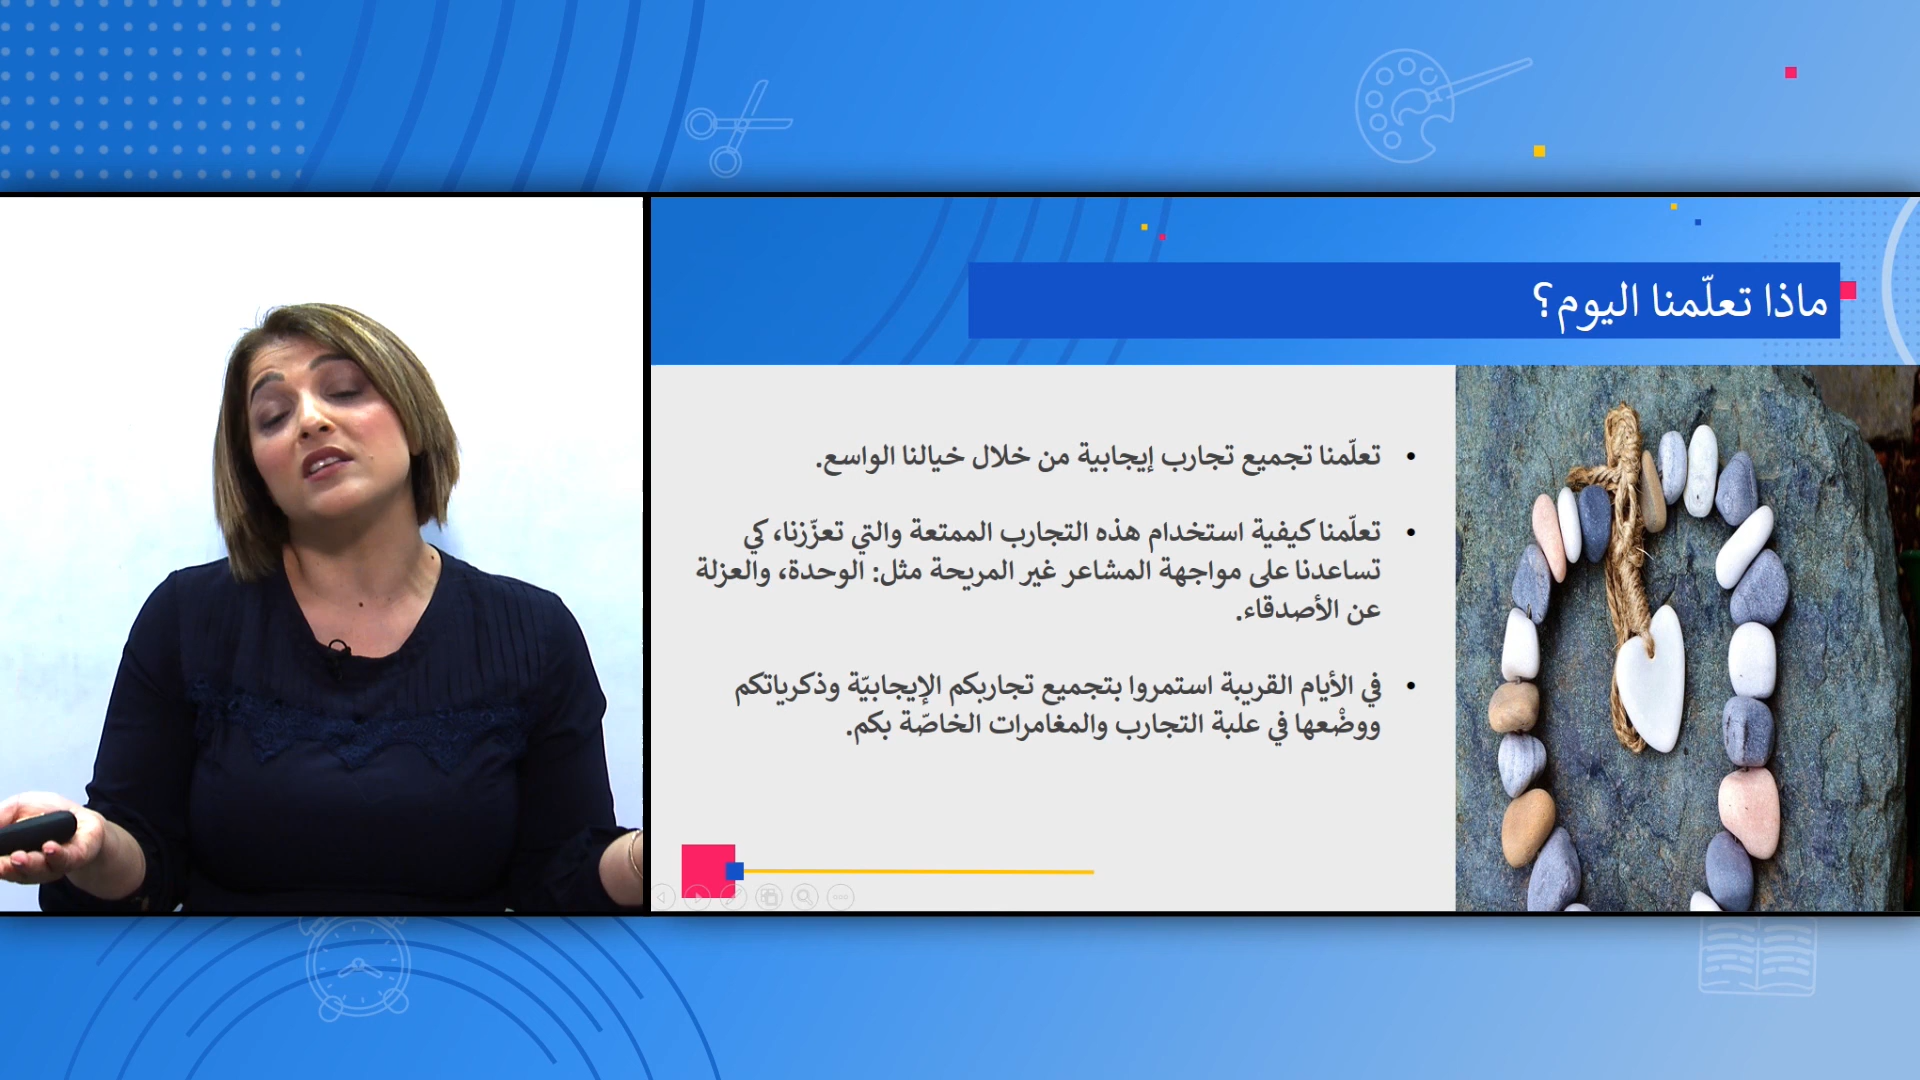 ماذا تعلّمنا اليوم؟
• تعلّمنا تجميع تجارب إيجابية من خلال خيالنا الواسع.
• تعلّمنا كيفية استخدام هذه التجارب الممتعة والتي تعزّزنا، كي
تساعدنا على مواجهة المشاعر غير المريحة مثل: الوحدة، والعزلة
عن الأصدقاء.
• في الأيام القريبة استمروا بتجميع تجاربكم الإيجابيّة وذكرياتكم
ووضْعها في علبة التجارب والمغامرات الخاصّة بكم.